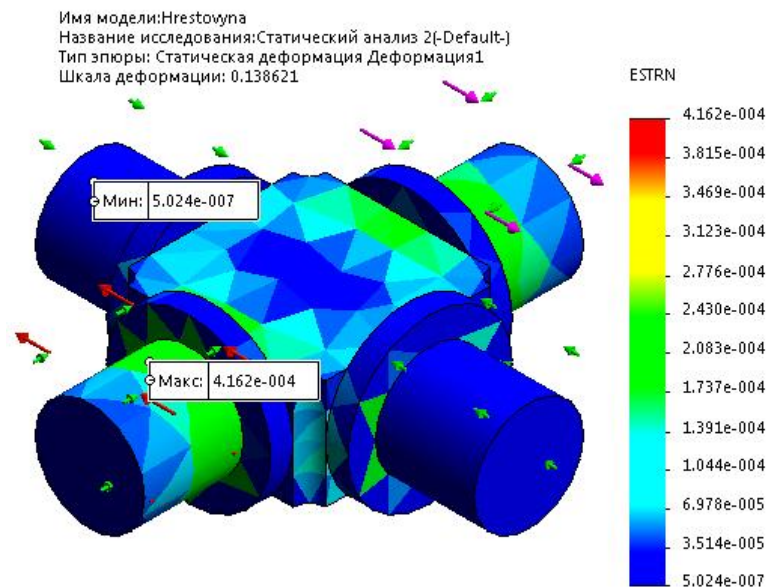 Имя модели:Hrestovyna
Название исследования:Статический анализ 2(-Default-)
Тип эпюры: Статическая деформация Деформация1
Шкала деформации: 0.138621
ESTRN
4.162e-004
3.815e-004
3.469e-004
3.123e-004
2.776e-004
2.430e-004
2.083e-004
1.737e-004
1.391e-004
1.044e-004
6.978e-005
3.514e-005
5.024e-007
Мин: 5.024e-007
Макс: 4.162e-004